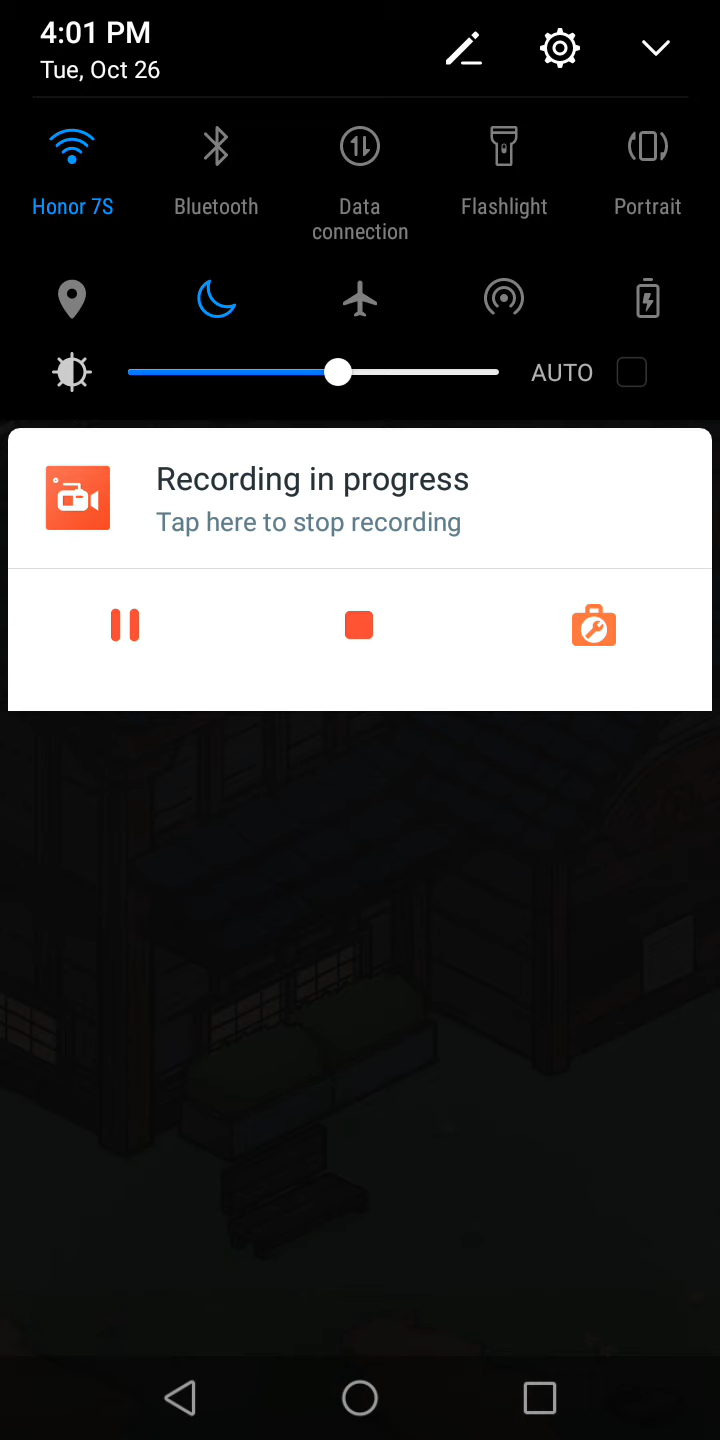 4:01 PM
Tue, Oct 26
Honor 7S
Bluetooth
Data
connection
Flashlight
Portrait
AUTO
Recording in progress
Tap here to stop recording